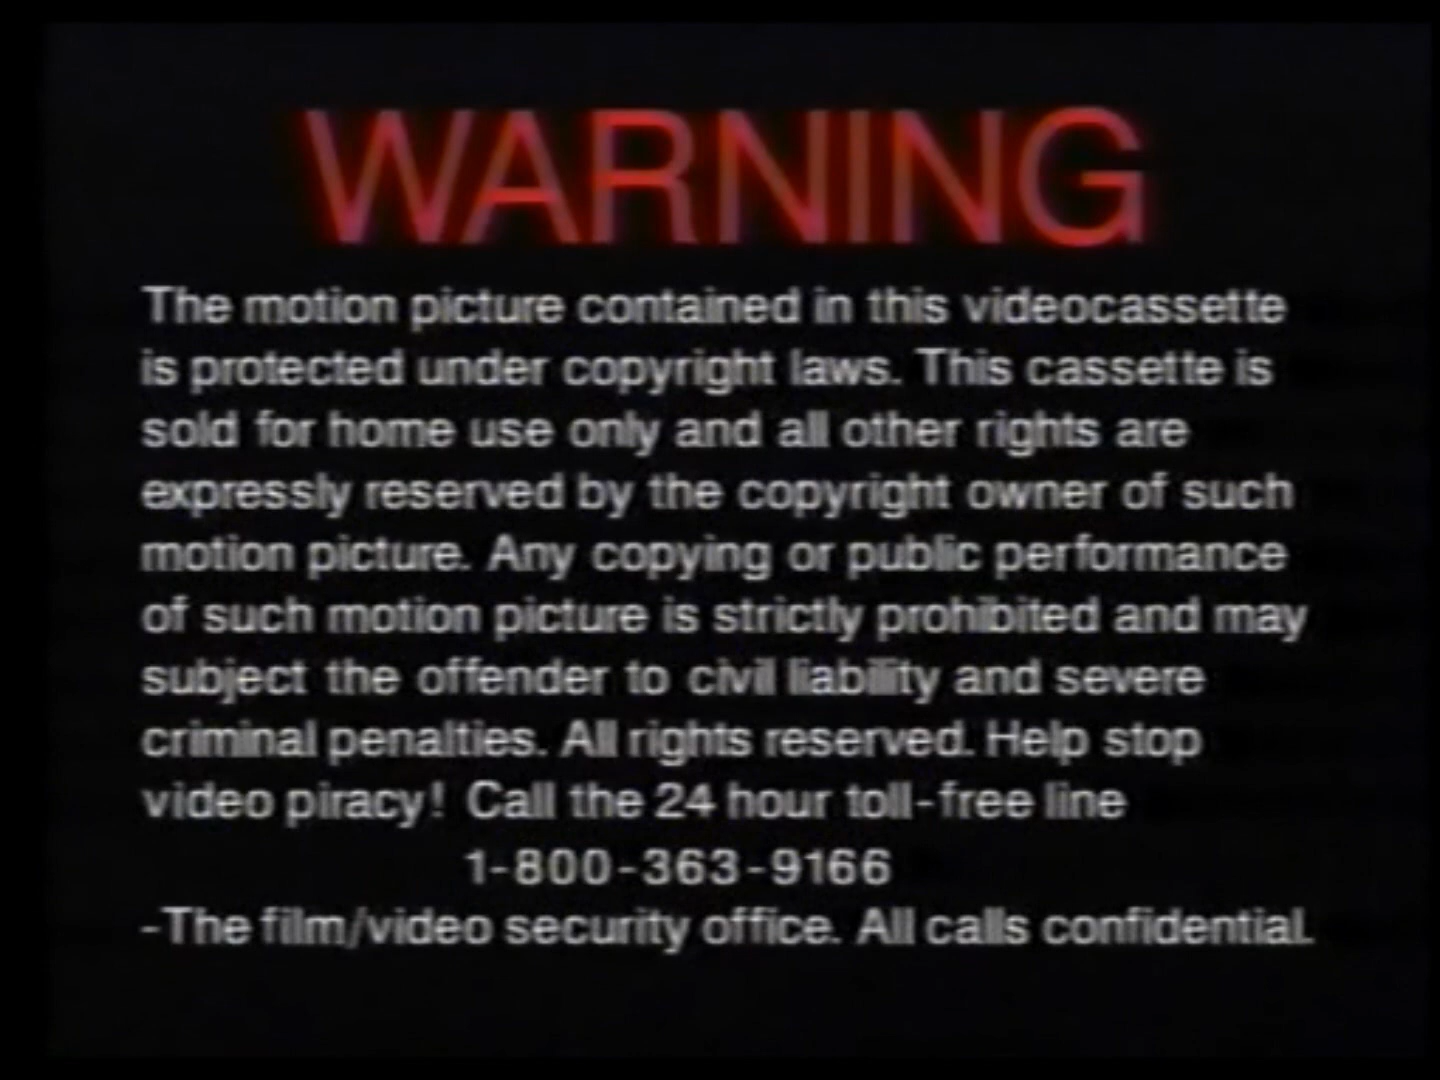 WARNING
The motion picture contained in this videocassette
is protected under copyright laws. This cassette is
sold for home use only and all other rights are
expressly reserved by the copyright owner of such
motion picture. Any copying or public performance
of such motion picture is strictly prohibited and may
subject the offender to civil liability and severe
criminal penalties. All rights reserved. Help stop
video piracy! Call the 24 hour toll-free line
1-800-363-9166
-The film/video security office. All calls confidential.